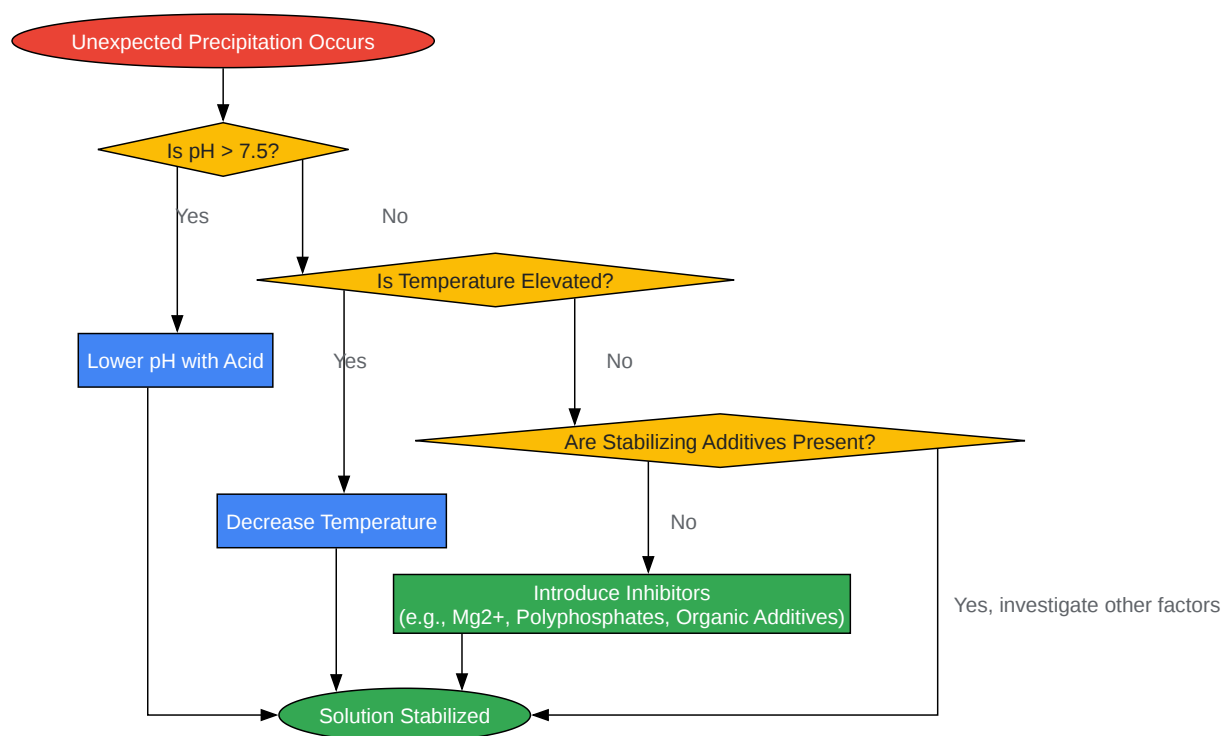 Unexpected Precipitation Occurs
Is pH > 7.5?
Yes
No
Is Temperature Elevated?
Lower pH with Acid
Yes
No
Are Stabilizing Additives Present?
Decrease Temperature
No
Introduce Inhibitors
(e.g., Mg2+, Polyphosphates, Organic Additives)
Yes, investigate other factors
Solution Stabilized